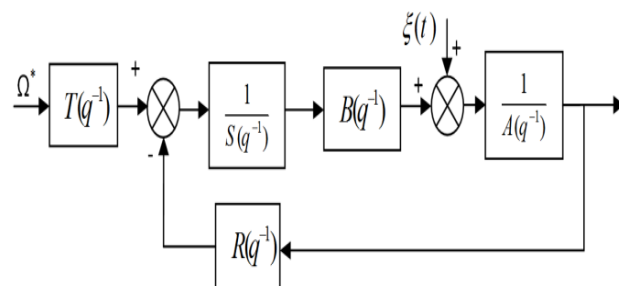 ξ(t)
+
Ω*
T(q⁻¹)
+
-
1
S(q⁻¹)
B(q⁻¹)
+
1
A(q⁻¹)
R(q⁻¹)